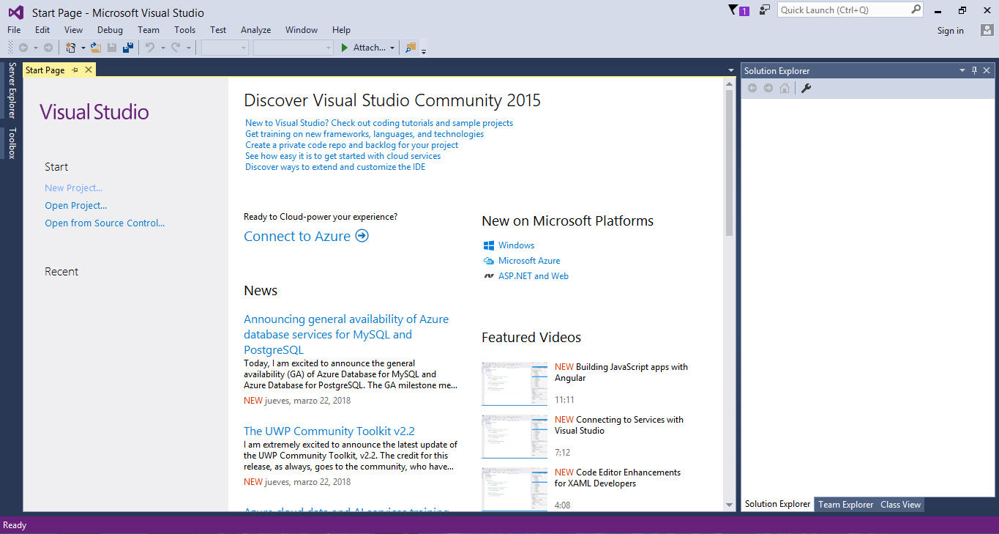 Start Page - Microsoft Visual Studio
1
Quick Launch (Ctrl+Q)
File Edit View Debug Team Tools Test Analyze Window Help
Sign in
Attach...
Server Explorer
Toolbox
Start Page
Visual Studio
Start
New Project...
Open Project...
Open from Source Control...
Recent
Discover Visual Studio Community 2015
New to Visual Studio? Check out coding tutorials and sample projects
Get training on new frameworks, languages, and technologies
Create a private code repo and backlog for your project
See how easy it is to get started with cloud services
Discover ways to extend and customize the IDE
Ready to Cloud-power your experience?
Connect to Azure
News
Announcing general availability of Azure
database services for MySQL and
PostgreSQL
Today, I am excited to announce the general
availability (GA) of Azure Database for MySQL and
Azure Database for PostgreSQL. The GA milestone me...
NEW jueves, marzo 22, 2018
The UWP Community Toolkit v2.2
I am extremely excited to announce the latest update of
the UWP Community Toolkit, v2.2. The credit for this
release, as always, goes to the community, who have...
NEW jueves, marzo 22, 2018
Azure cloud data and AI services training
New on Microsoft Platforms
Windows
Microsoft Azure
ASP.NET and Web
Featured Videos
NEW Building JavaScript apps with
Angular
11:11
NEW Connecting to Services with
Visual Studio
7:12
NEW Code Editor Enhancements
for XAML Developers
4:08
Solution Explorer
Solution Explorer Team Explorer Class View
Ready